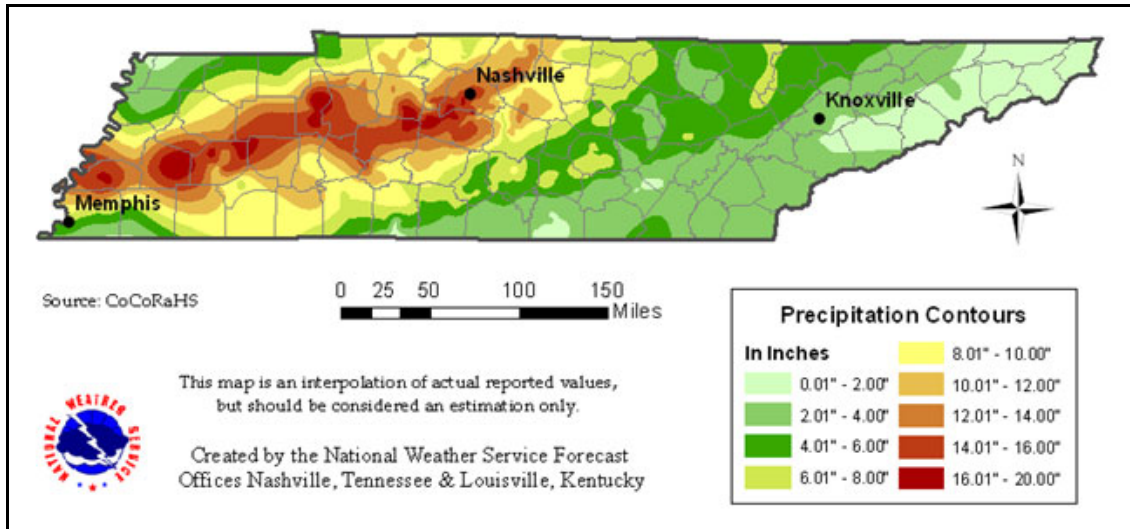 Nashville
Knoxville
Memphis
N
Source: CoCoRaHS
0 25 50 100 150
Miles
This map is an interpolation of actual reported values,
but should be considered an estimation only.
NATIONAL WEATHER SERVICE
Created by the National Weather Service Forecast
Offices Nashville, Tennessee & Louisville, Kentucky
Precipitation Contours
In Inches
0.01" - 2.00"
2.01" - 4.00"
4.01" - 6.00"
6.01" - 8.00"
8.01" - 10.00"
10.01" - 12.00"
12.01" - 14.00"
14.01" - 16.00"
16.01" - 20.00"